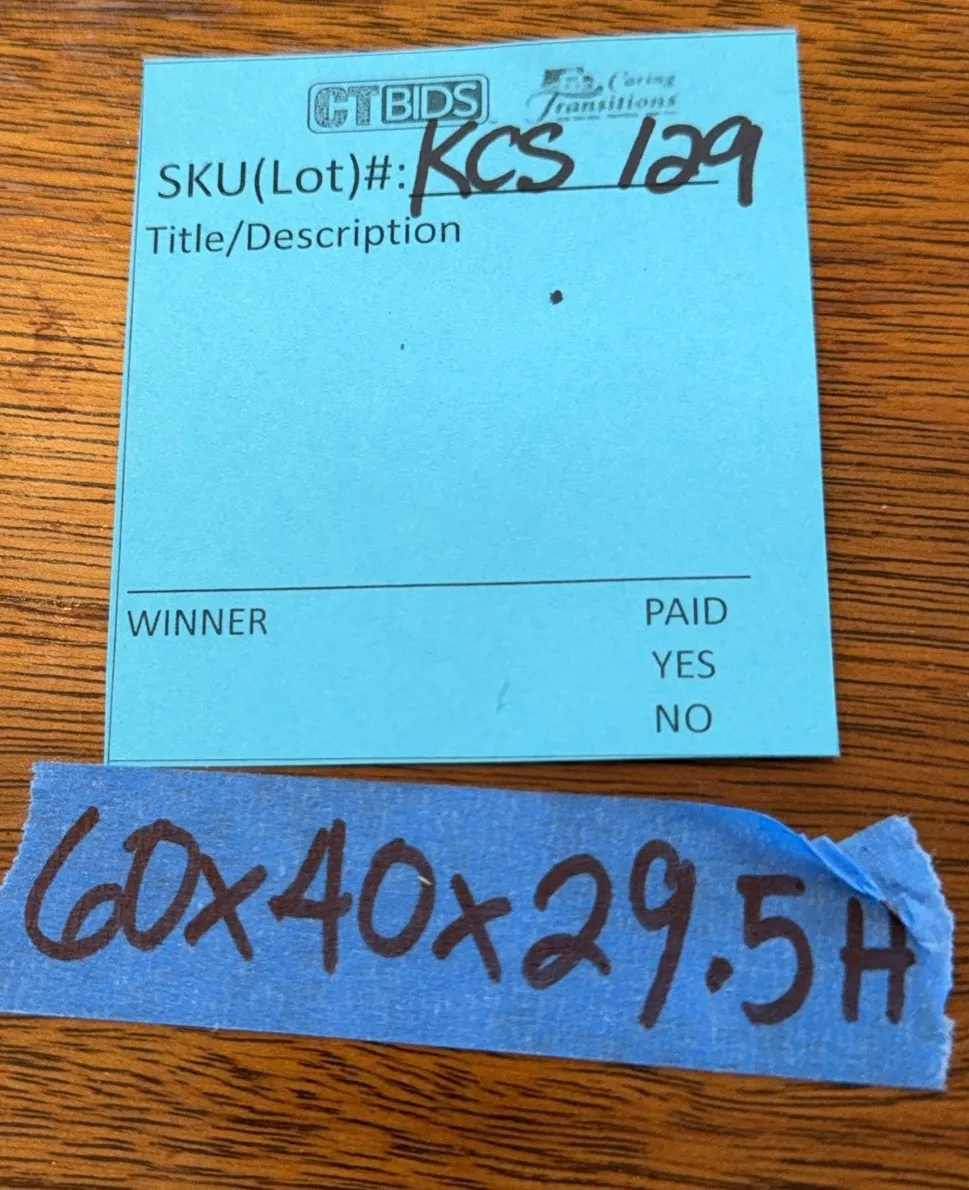 CTBIDS Caring
Transitions
SKU(Lot)#: KCS 129
Title/Description
WINNER PAID
YES
NO
60x40x29.5H